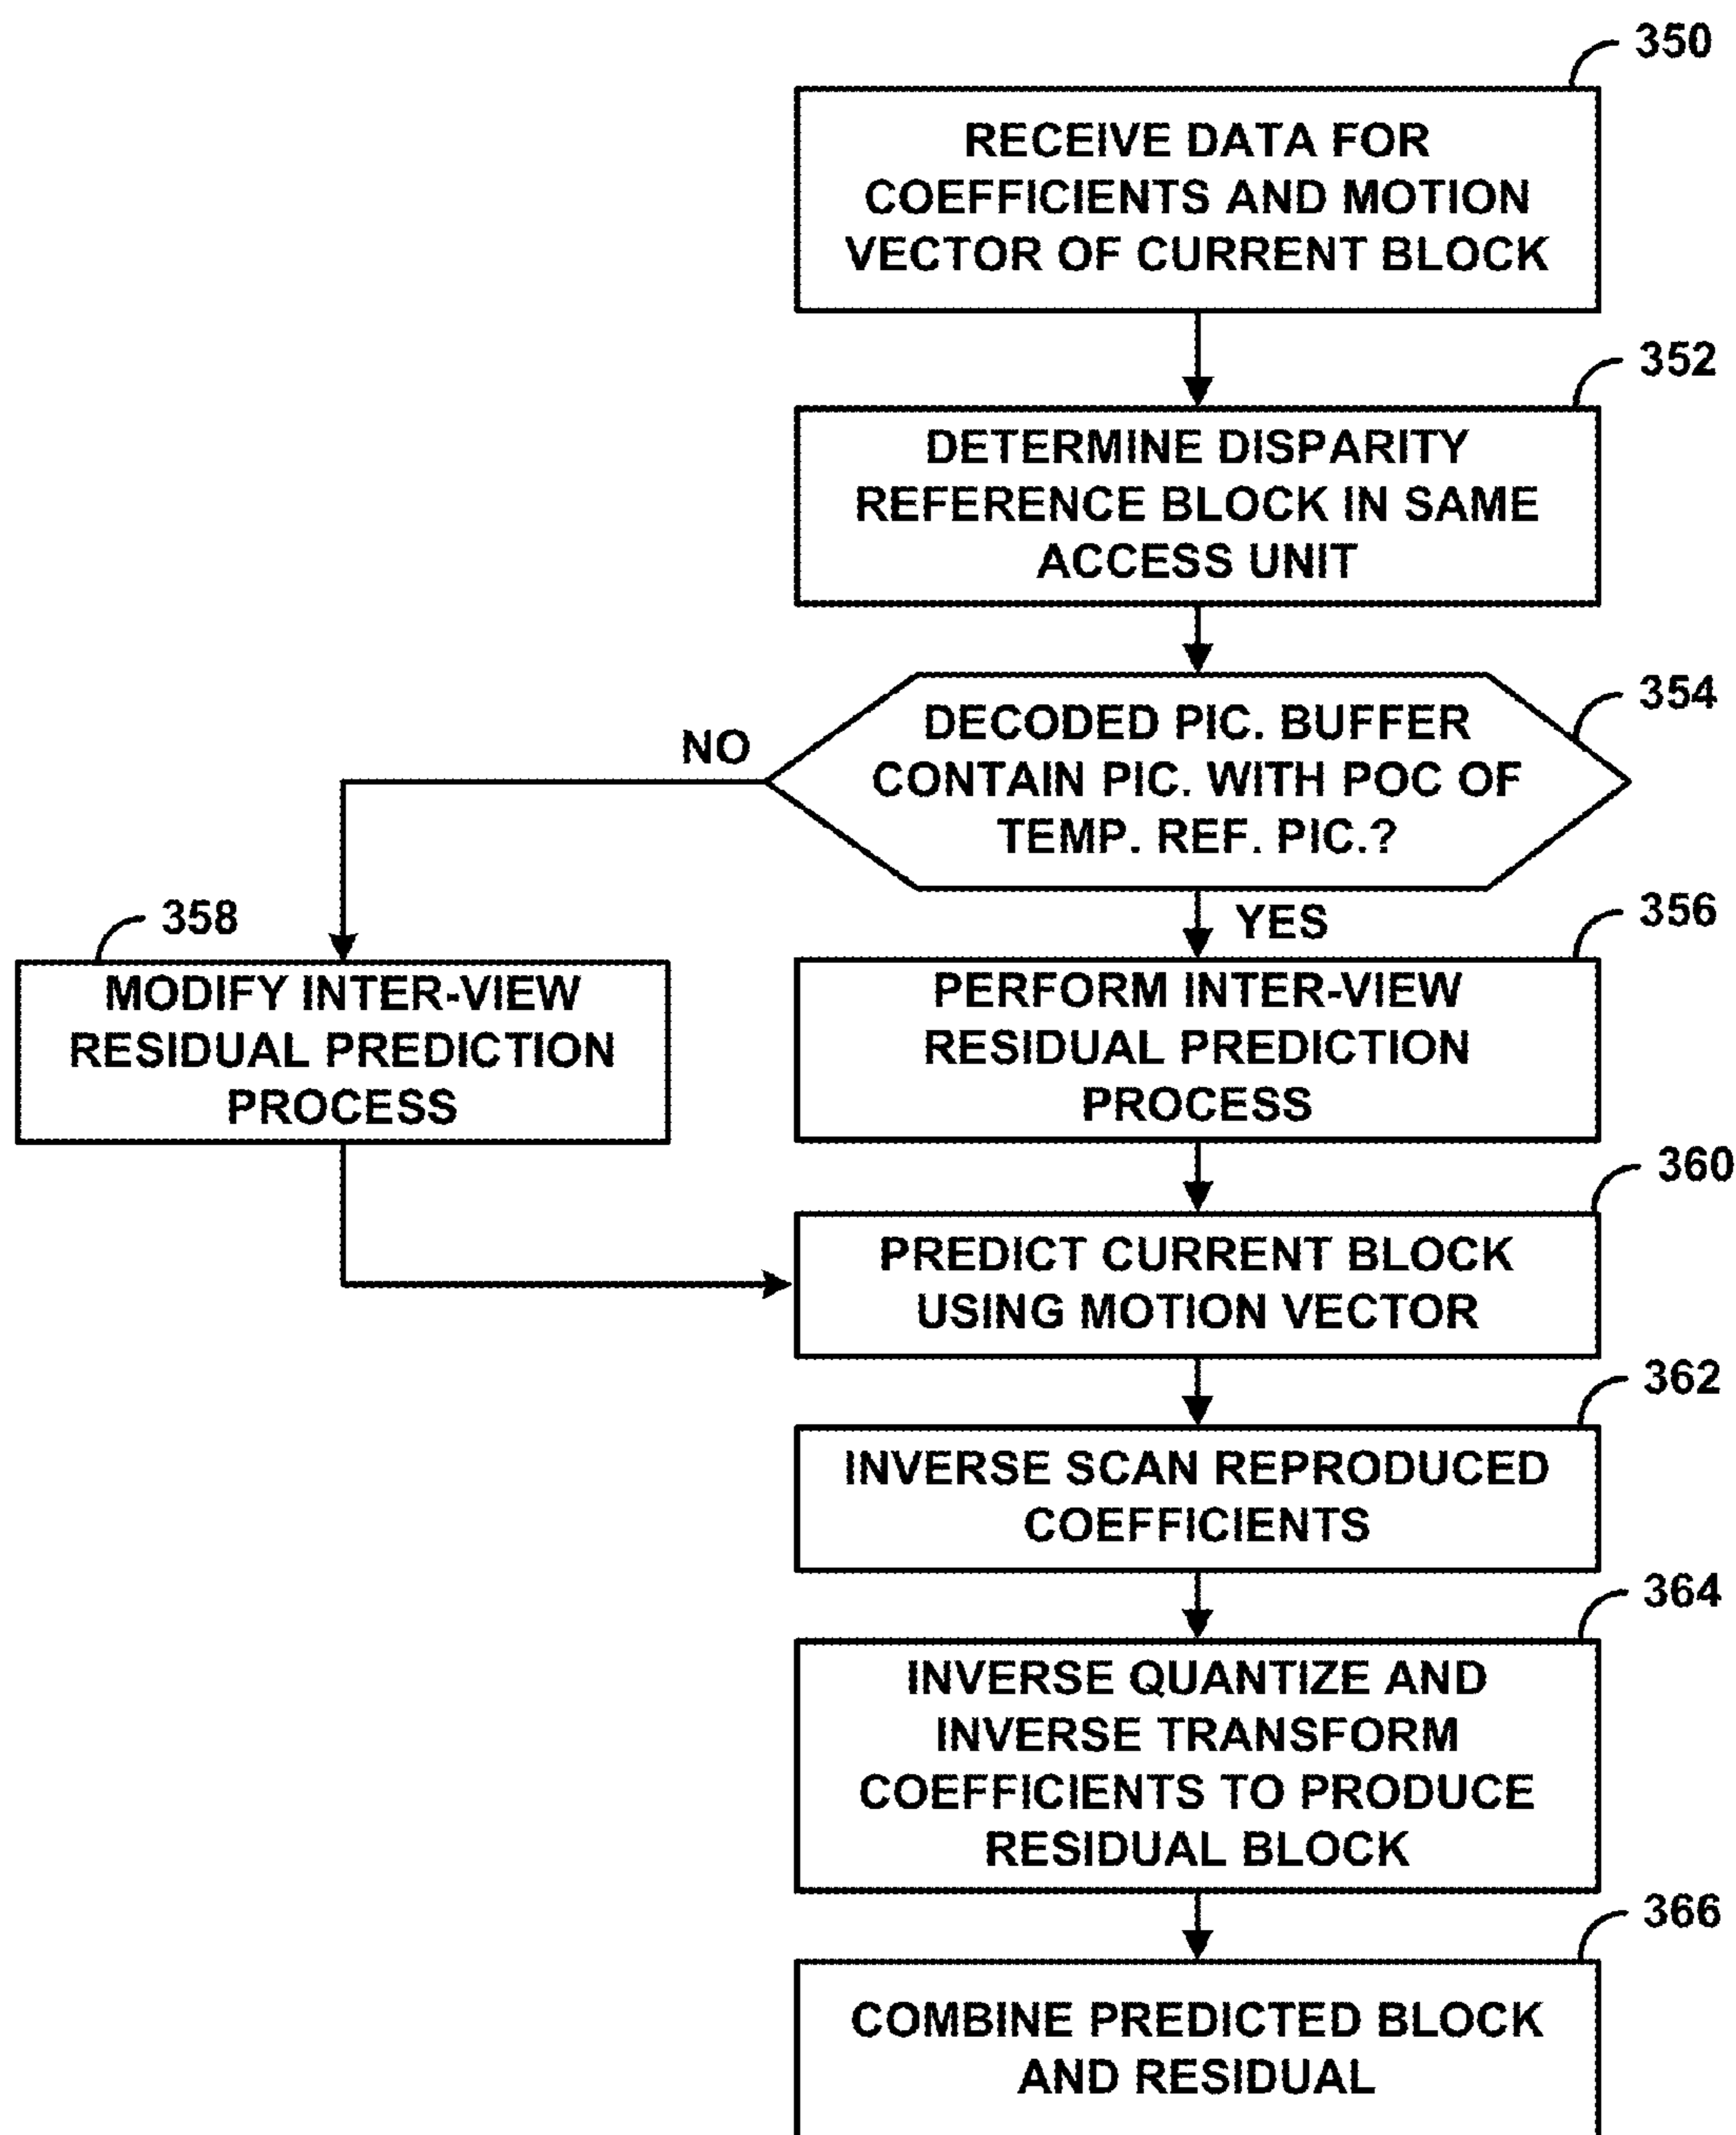 350
RECEIVE DATA FOR
COEFFICIENTS AND MOTION
VECTOR OF CURRENT BLOCK
352
DETERMINE DISPARITY
REFERENCE BLOCK IN SAME
ACCESS UNIT
354
DECODED PIC. BUFFER
CONTAIN PIC. WITH POC OF
TEMP. REF. PIC.?
NO
YES
358
MODIFY INTER-VIEW
RESIDUAL PREDICTION
PROCESS
356
PERFORM INTER-VIEW
RESIDUAL PREDICTION
PROCESS
360
PREDICT CURRENT BLOCK
USING MOTION VECTOR
362
INVERSE SCAN REPRODUCED
COEFFICIENTS
364
INVERSE QUANTIZE AND
INVERSE TRANSFORM
COEFFICIENTS TO PRODUCE
RESIDUAL BLOCK
366
COMBINE PREDICTED BLOCK
AND RESIDUAL